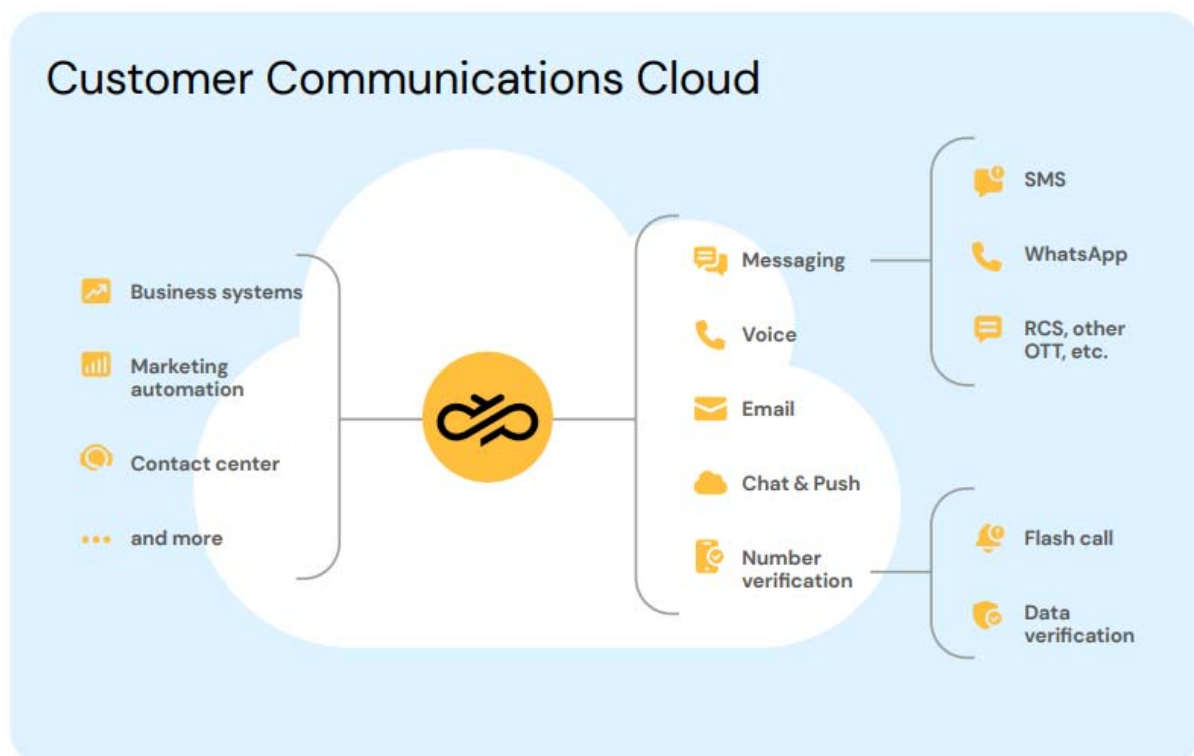 Customer Communications Cloud
Business systems
Marketing
automation
Contact center
and more
Messaging
Voice
Email
Chat & Push
Number
verification
SMS
WhatsApp
RCS, other
OTT, etc.
Flash call
Data
verification